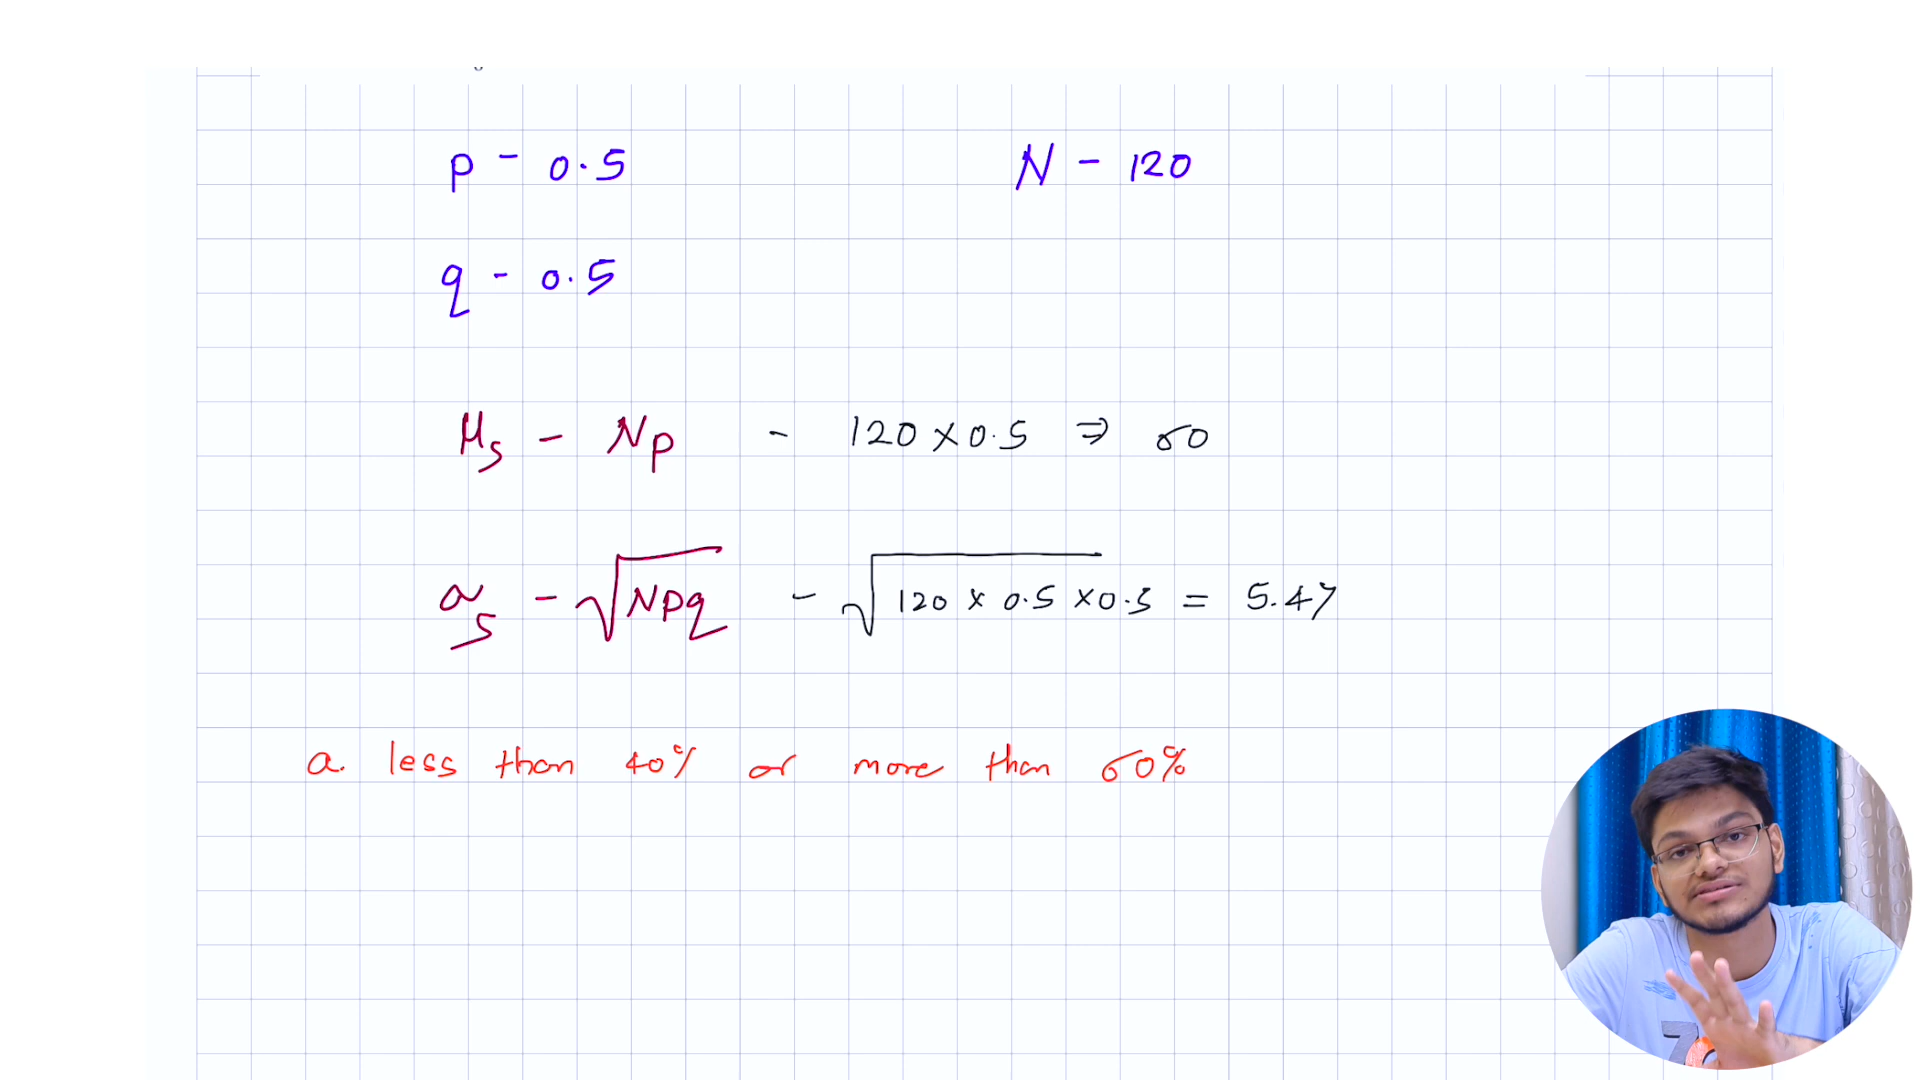 p - 0.5 N - 120
q - 0.5
μs - Np - 120 × 0.5 ⇒ 60
σs - √Npq - √120 × 0.5 × 0.5 = 5.47
a. less than 40% or more than 60%